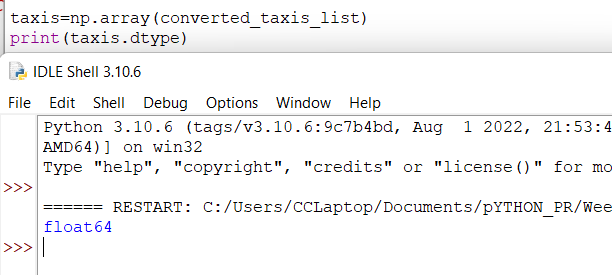 taxis=np.array(converted_taxis_list)
print(taxis.dtype)
IDLE Shell 3.10.6
File Edit Shell Debug Options Window Help
Python 3.10.6 (tags/v3.10.6:9c7b4bd, Aug  1 2022, 21:53:4
AMD64)] on win32
Type "help", "copyright", "credits" or "license()" for mo
>>>
====== RESTART: C:/Users/CCLaptop/Documents/pYTHON_PR/Wee
float64
>>>